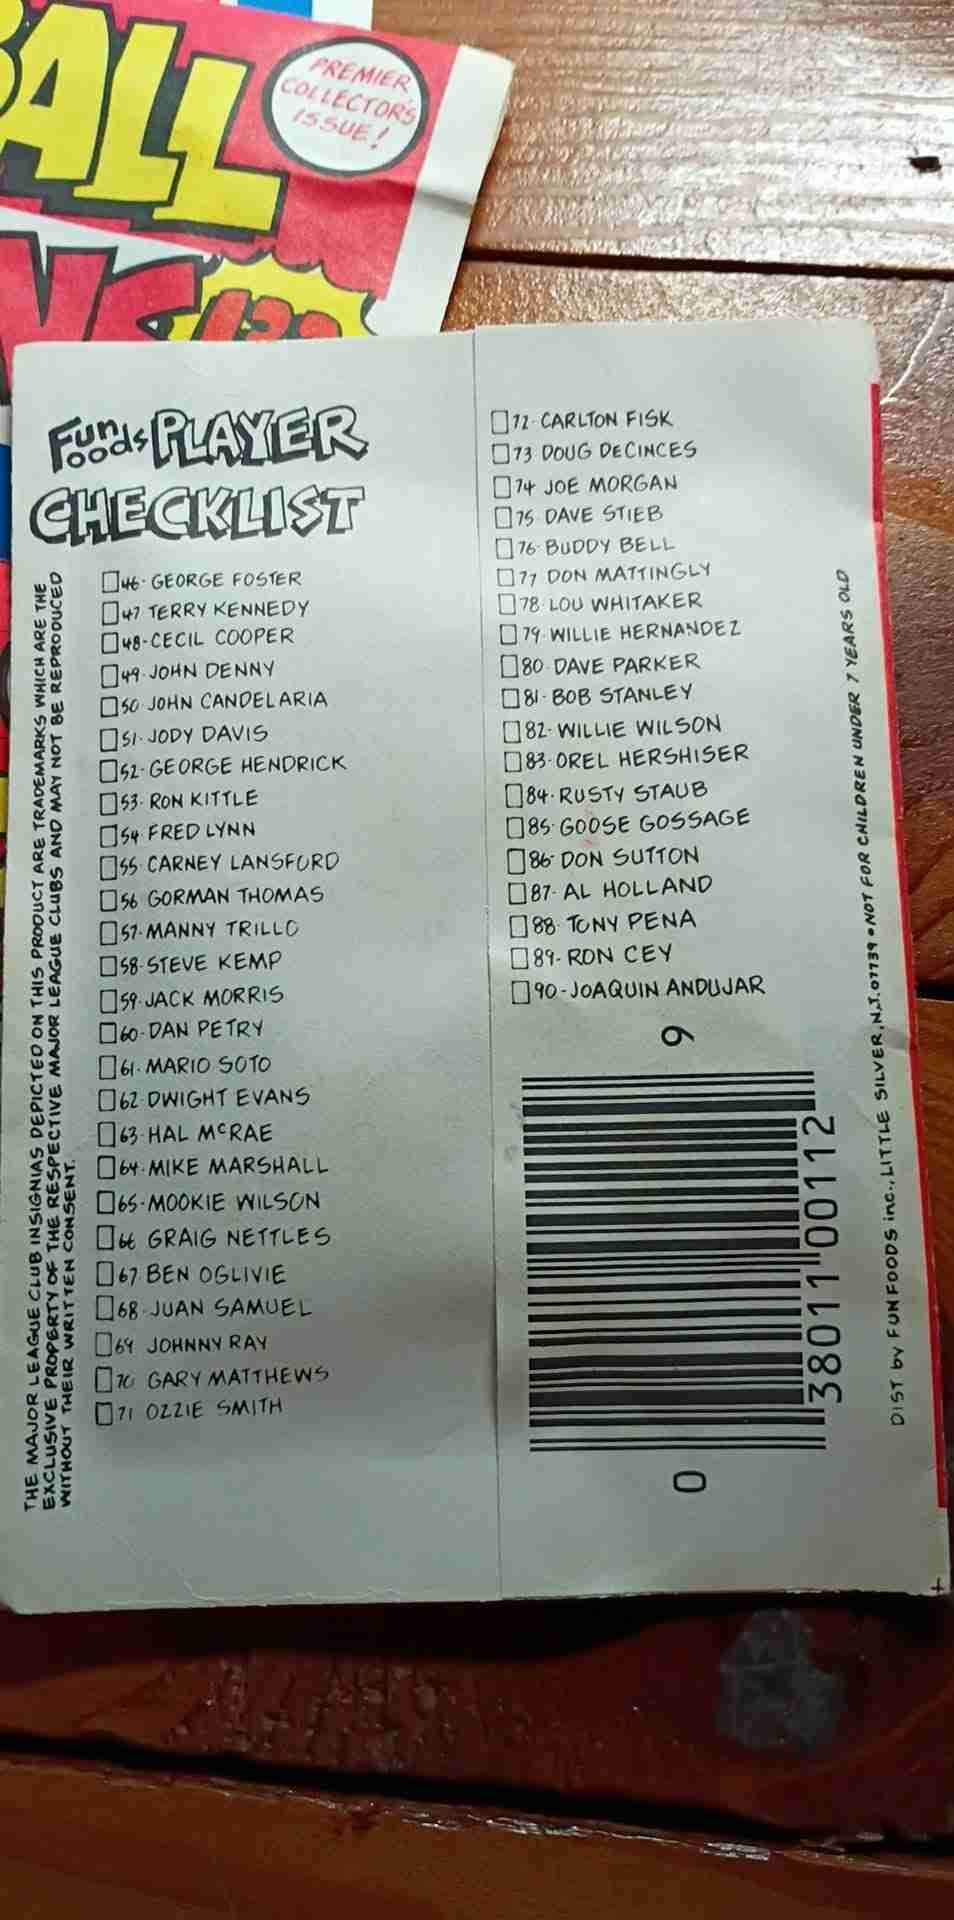 BALL
PREMIER
COLLECTOR'S
ISSUE!
Fun Foods PLAYER
CHECKLIST
46- GEORGE FOSTER
47 TERRY KENNEDY
48-CECIL COOPER
49- JOHN DENNY
50 JOHN CANDELARIA
51- JODY DAVIS
52- GEORGE HENDRICK
53- RON KITTLE
54 FRED LYNN
55- CARNEY LANSFORD
56 GORMAN THOMAS
57- MANNY TRILLO
58-STEVE KEMP
59-JACK MORRIS
60-DAN PETRY
61- MARIO SOTO
62-DWIGHT EVANS
63-HAL McRAE
64-MIKE MARSHALL
65-MOOKIE WILSON
66 GRAIG NETTLES
67 BEN OGLIVIE
68-JUAN SAMUEL
69 JOHNNY RAY
70 GARY MATTHEWS
71 OZZIE SMITH
72- CARLTON FISK
73 DOUG DeCINCES
74 JOE MORGAN
75- DAVE STIEB
76- BUDDY BELL
77 DON MATTINGLY
78- LOU WHITAKER
79-WILLIE HERNANDEZ
80- DAVE PARKER
81- BOB STANLEY
82- WILLIE WILSON
83-OREL HERSHISER
84-RUSTY STAUB
85-GOOSE GOSSAGE
86-DON SUTTON
87- AL HOLLAND
88- TONY PENA
89-RON CEY
90-JOAQUIN ANDUJAR
THE MAJOR LEAGUE CLUB INSIGNIAS DEPICTED ON THIS PRODUCT ARE TRADEMARKS WHICH ARE THE
EXCLUSIVE PROPERTY OF THE RESPECTIVE MAJOR LEAGUE CLUBS AND MAY NOT BE REPRODUCED
WITHOUT THEIR WRITTEN CONSENT.
0 38011 00112 9
DIST by FUN FOODS inc., LITTLE SILVER, N.J. 07739 • NOT FOR CHILDREN UNDER 7 YEARS OLD